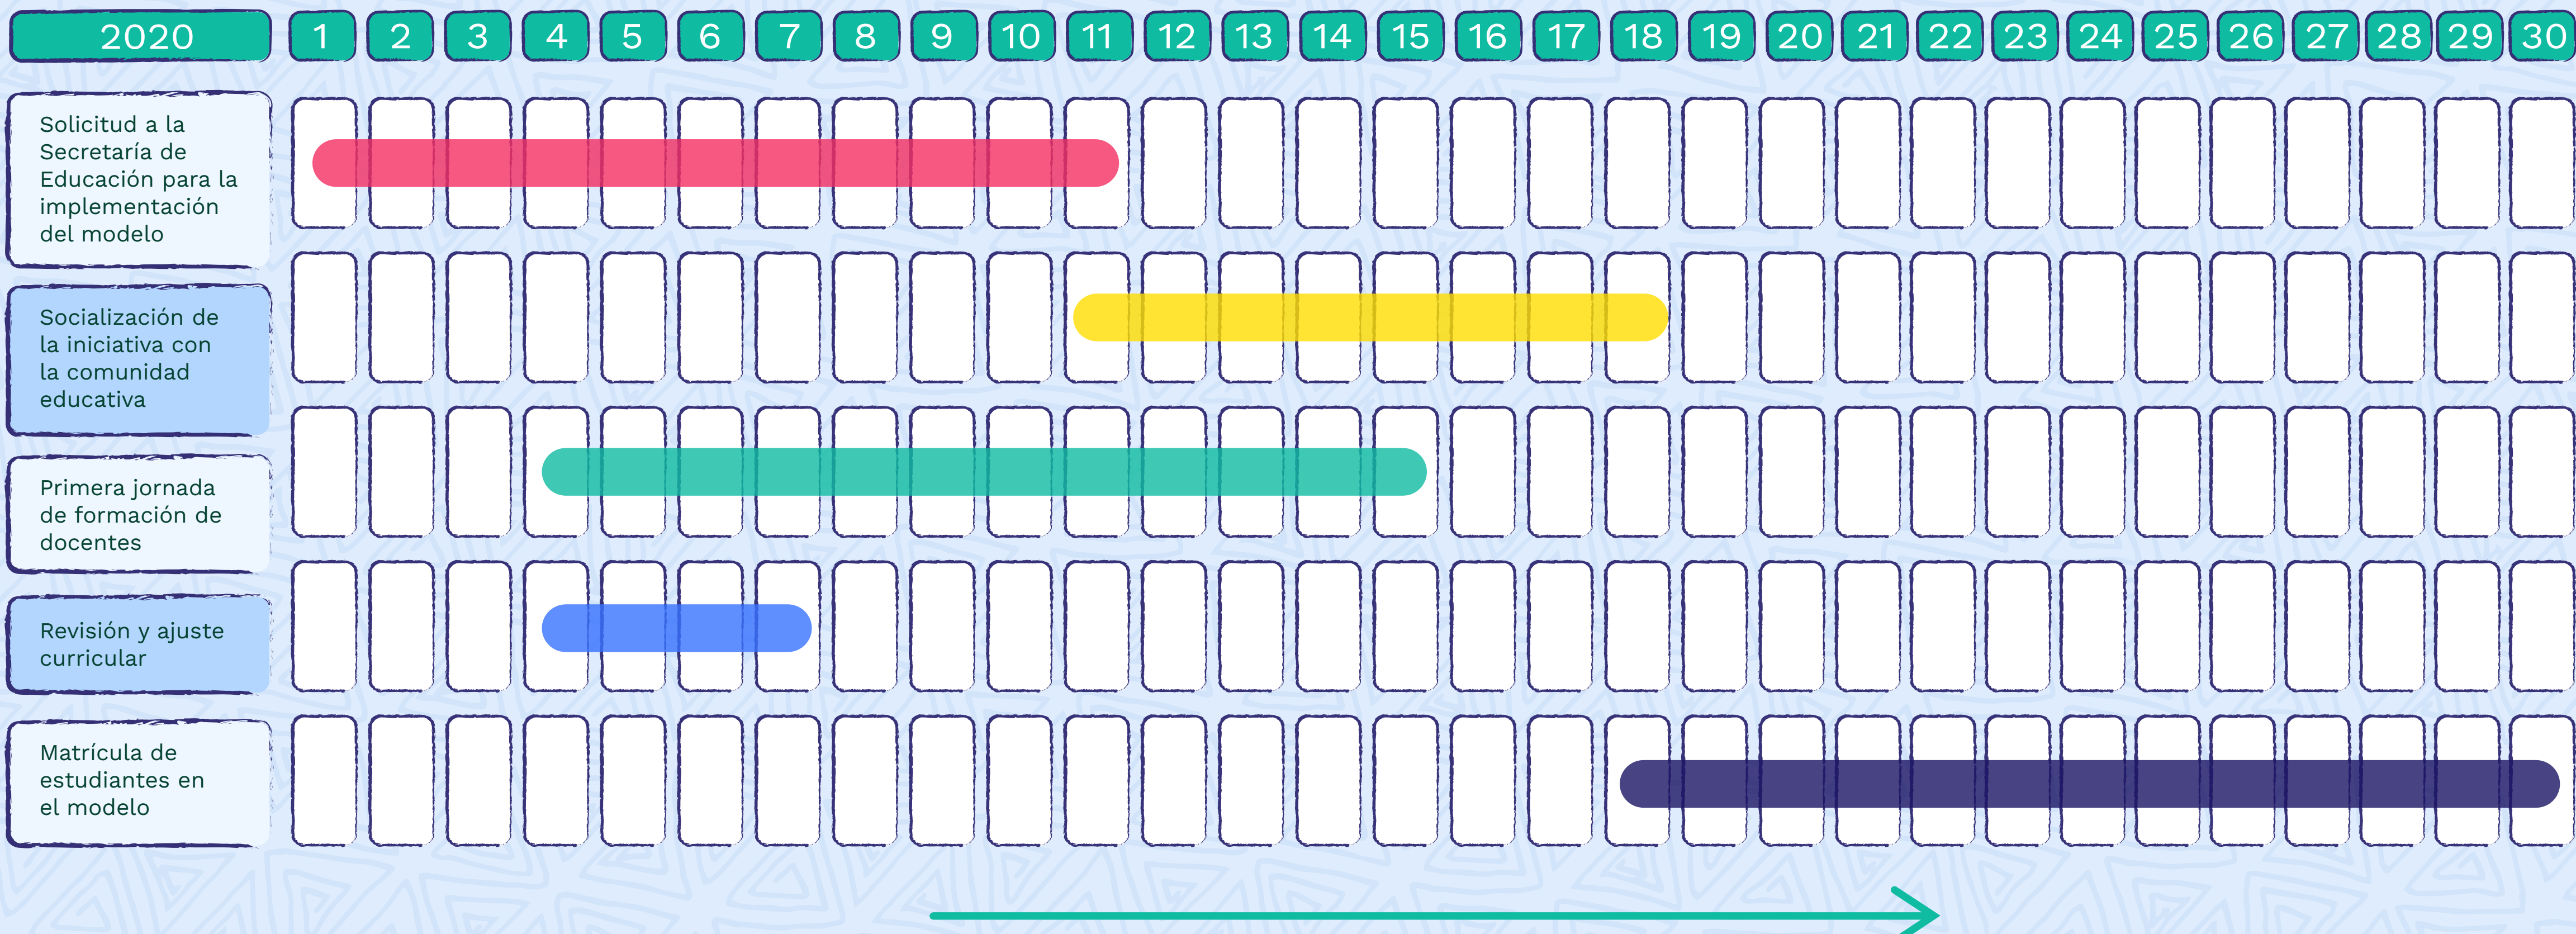 2020 1 2 3 4 5 6 7 8 9 10 11 12 13 14 15 16 17 18 19 20 21 22 23 24 25 26 27 28 29 30
Solicitud a la
Secretaría de
Educación para la
implementación
del modelo
Socialización de
la iniciativa con
la comunidad
educativa
Primera jornada
de formación de
docentes
Revisión y ajuste
curricular
Matrícula de
estudiantes en
el modelo